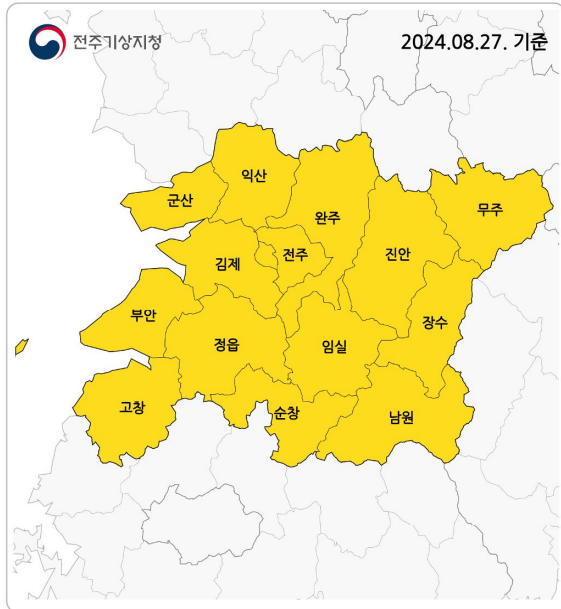 전주기상지청
2024.08.27. 기준
익산
군산
완주
무주
전주
진안
김제
부안
장수
정읍
임실
고창
순창
남원